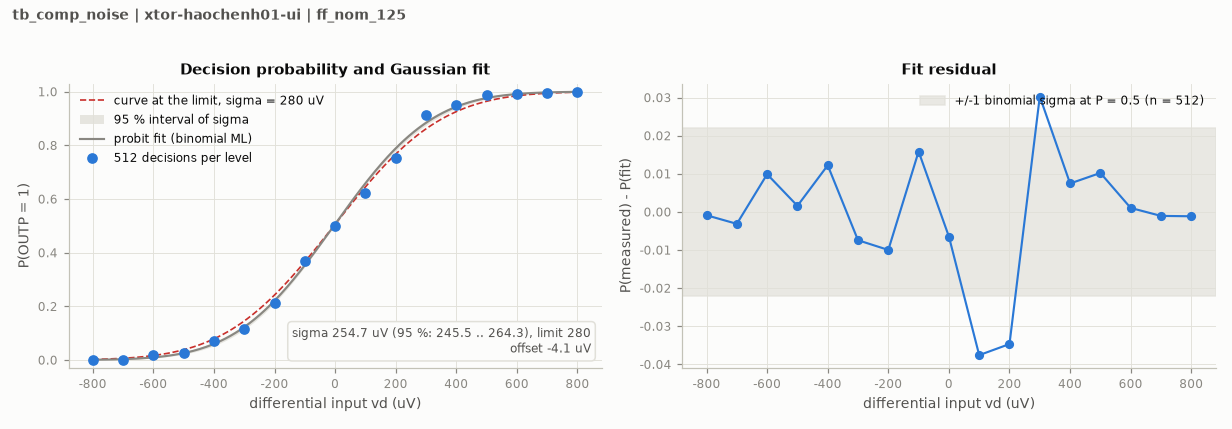 tb_comp_noise | xtor-haochenh01-ui | ff_nom_125
Decision probability and Gaussian fit
P(OUTP = 1)
1.0
0.8
0.6
0.4
0.2
0.0
curve at the limit, sigma = 280 uV
95 % interval of sigma
probit fit (binomial ML)
512 decisions per level
sigma 254.7 uV (95 %: 245.5 .. 264.3), limit 280
offset -4.1 uV
-800 -600 -400 -200 0 200 400 600 800
differential input vd (uV)
Fit residual
P(measured) - P(fit)
0.03
0.02
0.01
0.00
-0.01
-0.02
-0.03
-0.04
+/-1 binomial sigma at P = 0.5 (n = 512)
-800 -600 -400 -200 0 200 400 600 800
differential input vd (uV)